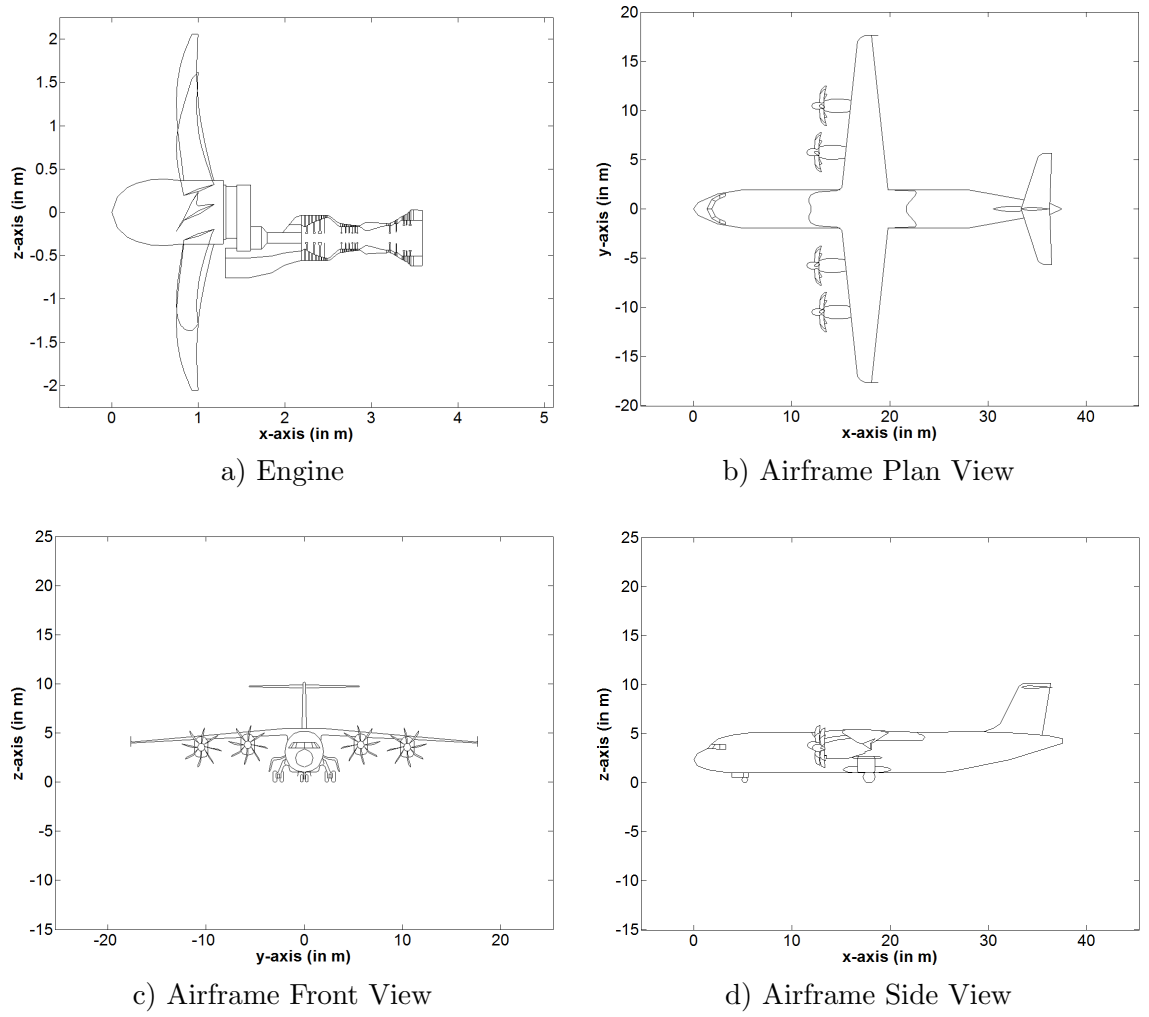 2
1.5
1
0.5
0
-0.5
-1
-1.5
-2
z-axis (in m)
0 1 2 3 4 5
x-axis (in m)
a) Engine
20
15
10
5
0
-5
-10
-15
-20
y-axis (in m)
0 10 20 30 40
x-axis (in m)
b) Airframe Plan View
25
20
15
10
5
0
-5
-10
-15
z-axis (in m)
-20 -10 0 10 20
y-axis (in m)
c) Airframe Front View
25
20
15
10
5
0
-5
-10
-15
z-axis (in m)
0 10 20 30 40
x-axis (in m)
d) Airframe Side View